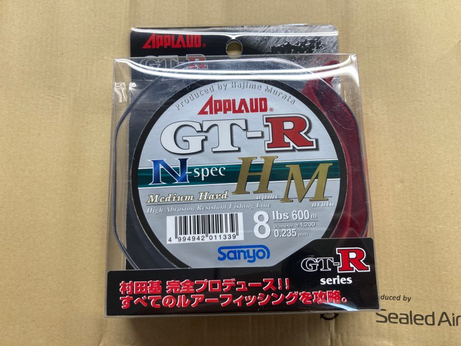 APPLAUD
GT-R
Produced by Hajime Murata
APPLAUD
GT-R
N-spec
HM
Medium Hard
High Abrasion Resistant Fishing Line
8 lbs 600m
0.235mm
4 994942 011339
Sanyo
村田基 完全プロデュース!!
すべてのルアーフィッシングを攻略。
GT-R
series
Sealed Air